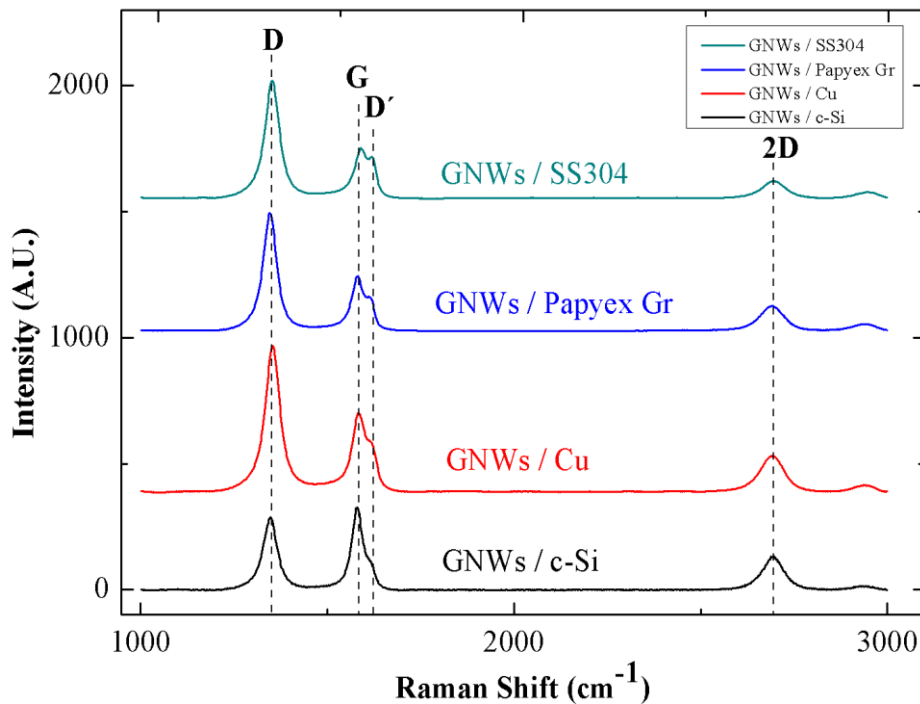 D
G
D´
2D
GNWs / SS304
GNWs / Papyex Gr
GNWs / Cu
GNWs / c-Si
2000
1000
0
GNWs / SS304
GNWs / Papyex Gr
GNWs / Cu
GNWs / c-Si
Intensity (A.U.)
1000 2000 3000
Raman Shift (cm⁻¹)